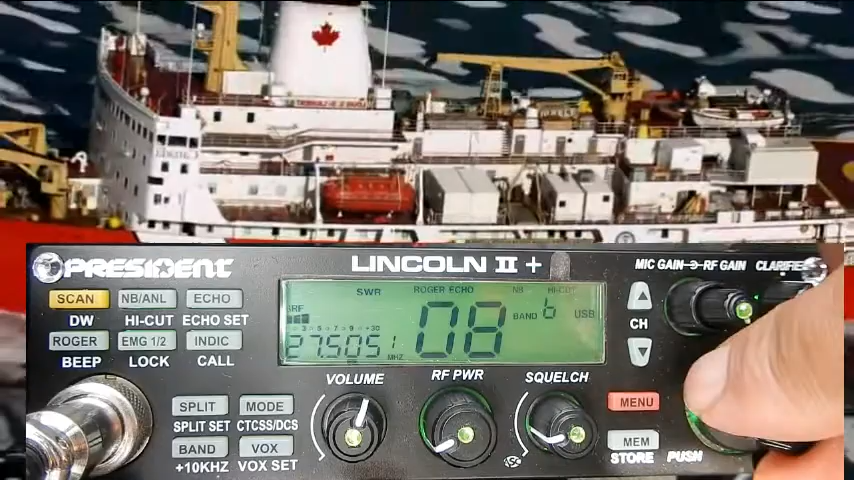 PRESIDENT LINCOLN II + MIC GAIN RF GAIN CLARIFIER
SCAN NB/ANL ECHO
DW HI-CUT ECHO SET
ROGER EMG 1/2 INDIC
BEEP LOCK CALL
SWR ROGER ECHO NB HI-CUT
SRF
08 BAND b USB
27.505 MHZ
CH
VOLUME RF PWR SQUELCH
SPLIT MODE
SPLIT SET CTCSS/DCS
BAND VOX
+10KHZ VOX SET
MENU
MEM
STORE PUSH
ASC